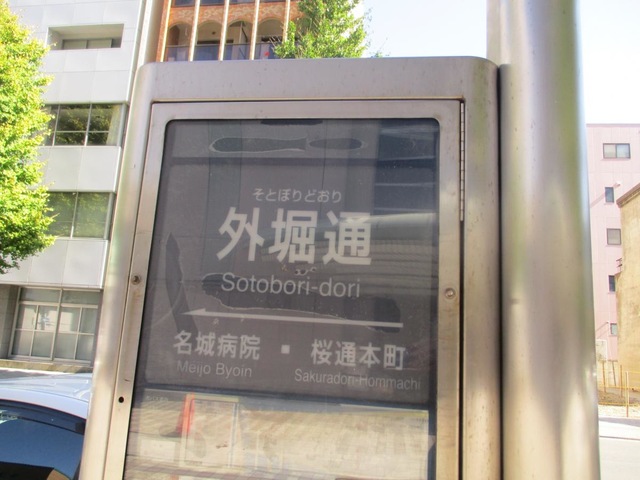 そとぼりどおり
外堀通
Sotobori-dori
名城病院 ▪ 桜通本町
Meijo Byoin Sakuradori-Hommachi